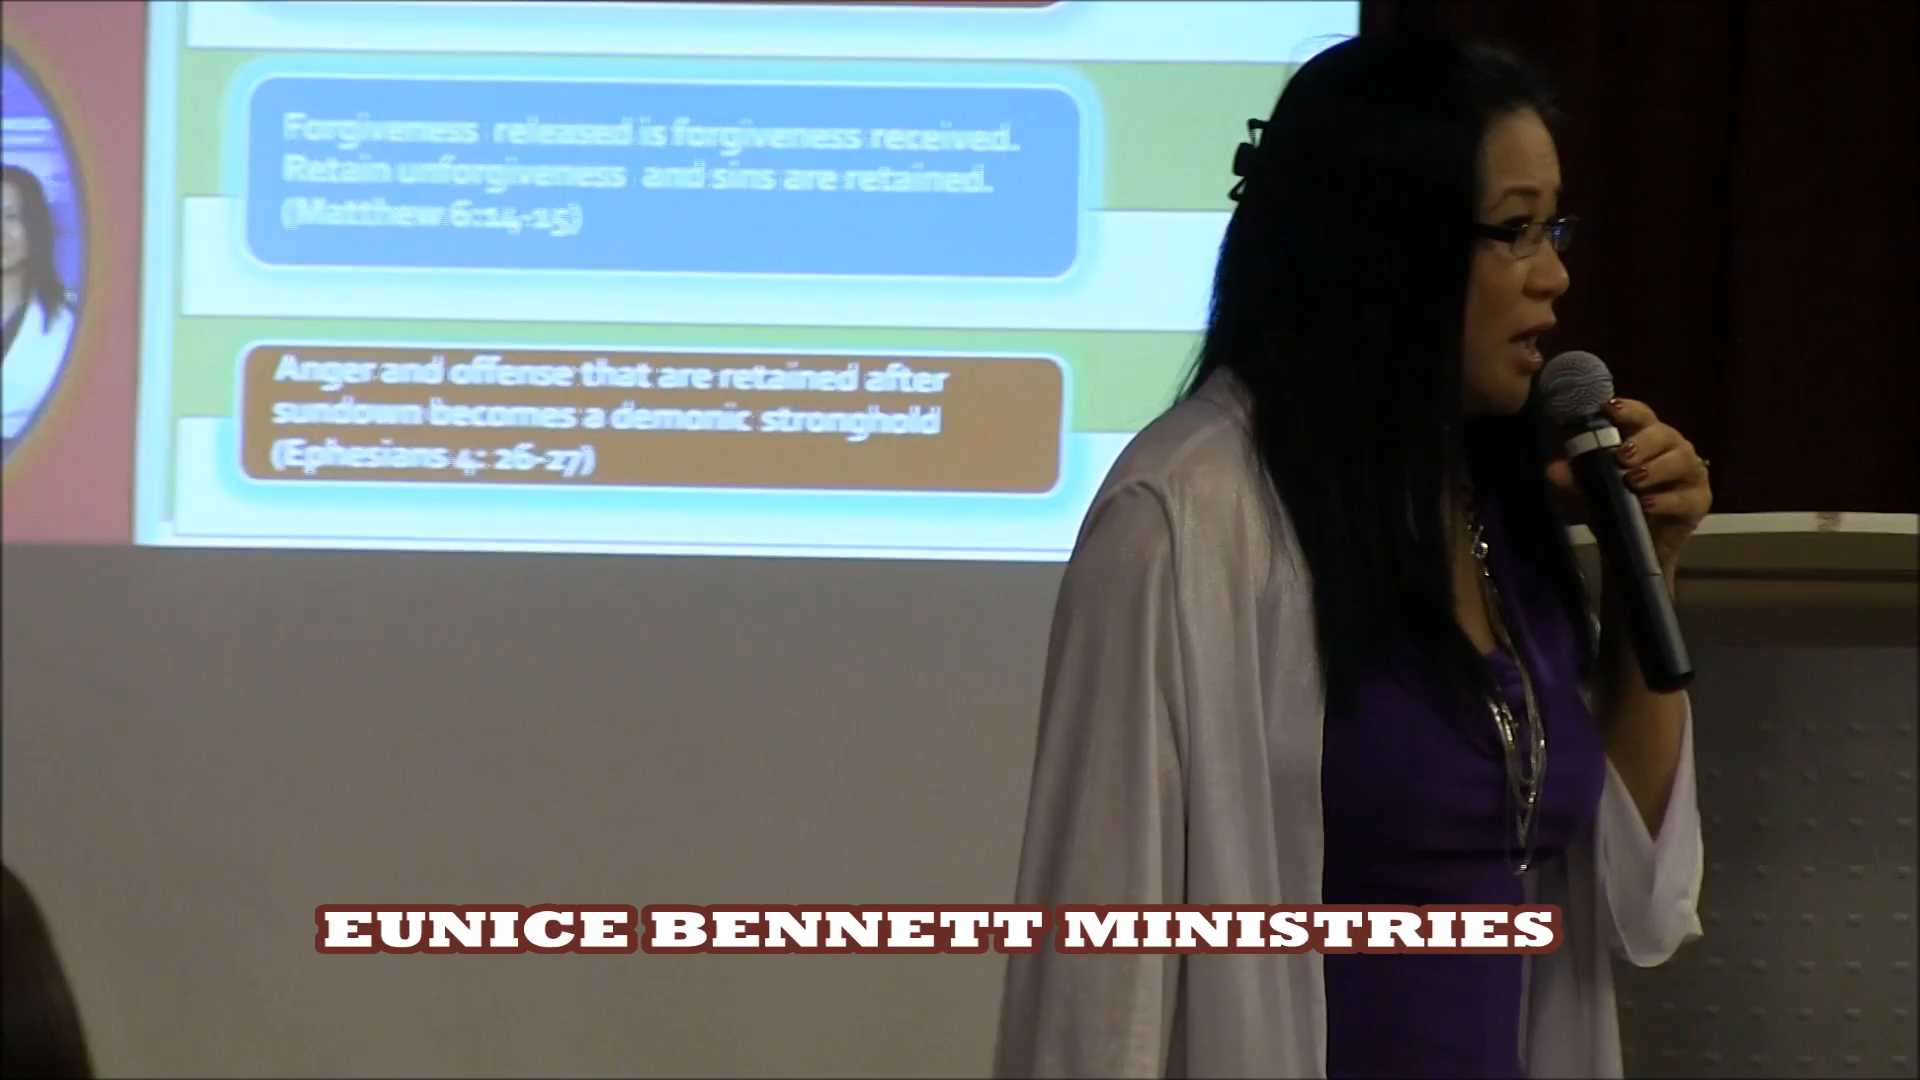 Forgiveness released is forgiveness received.
Retain unforgiveness and sins are retained.
(Matthew 6:14-15)
Anger and offense that are retained after
sundown becomes a demonic stronghold
(Ephesians 4: 26-27)
EUNICE BENNETT MINISTRIES